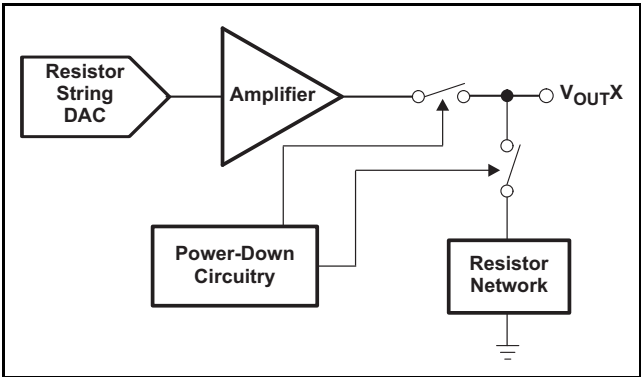 Resistor
String
DAC
Amplifier
VOUTX
Power-Down
Circuitry
Resistor
Network